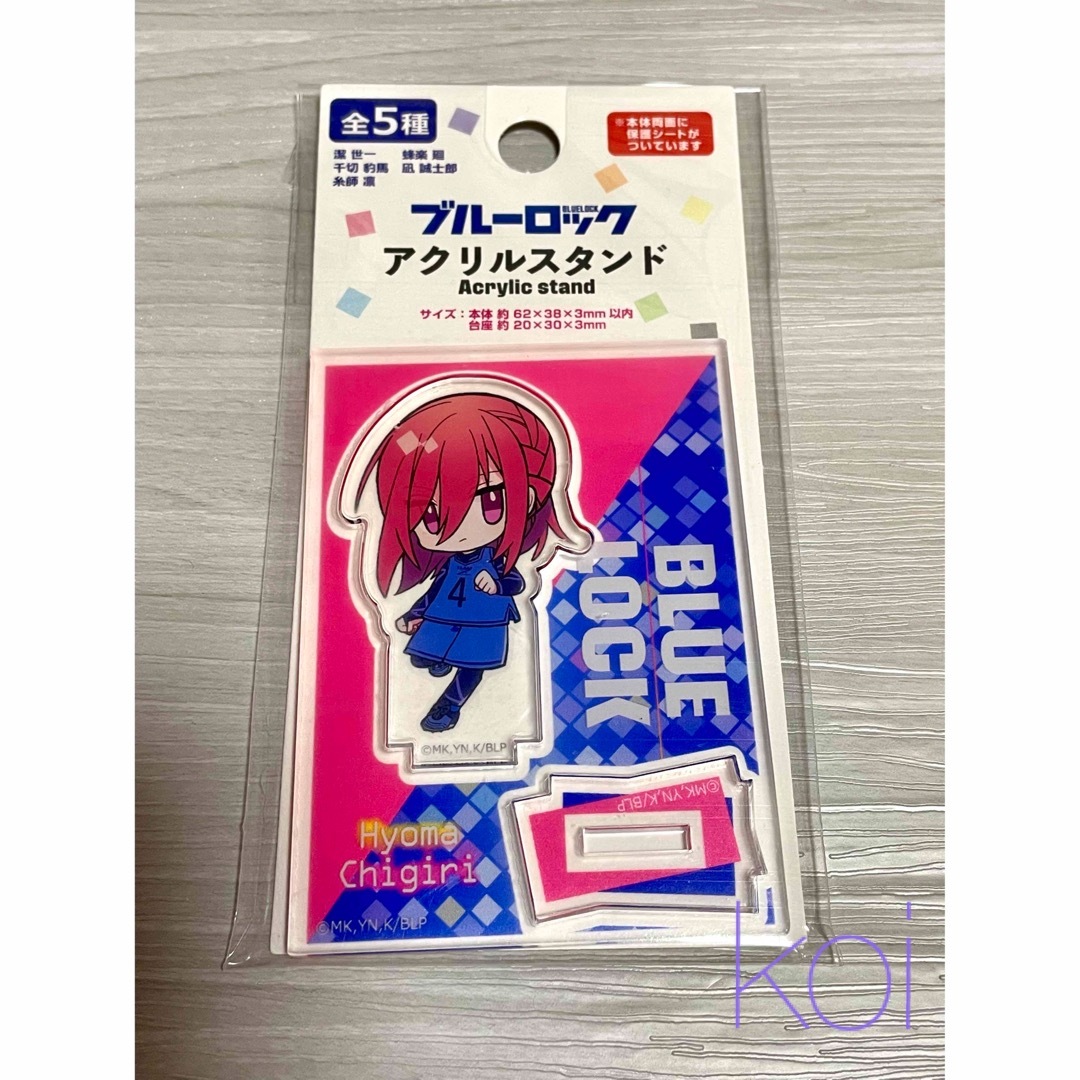 全5種
潔 世一 蜂楽 廻
千切 豹馬 凪 誠士郎
糸師 凛
※本体両面に
保護シートが
ついています
BLUELOCK
ブルーロック
アクリルスタンド
Acrylic stand
サイズ：本体 約 62×38×3mm 以内
台座 約 20×30×3mm
BLUE
LOCK
4
©MK,YN,K/BLP
©MK,YN,K/BLP
Hyoma
Chigiri
©MK,YN,K/BLP
koi